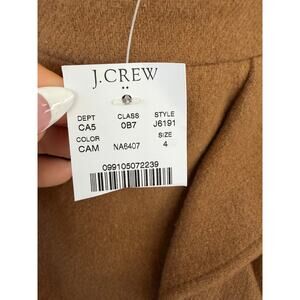 J.CREW
DEPT CLASS STYLE
CA5 0B7 J6191
COLOR SIZE
CAM NA6407 4
099105072239